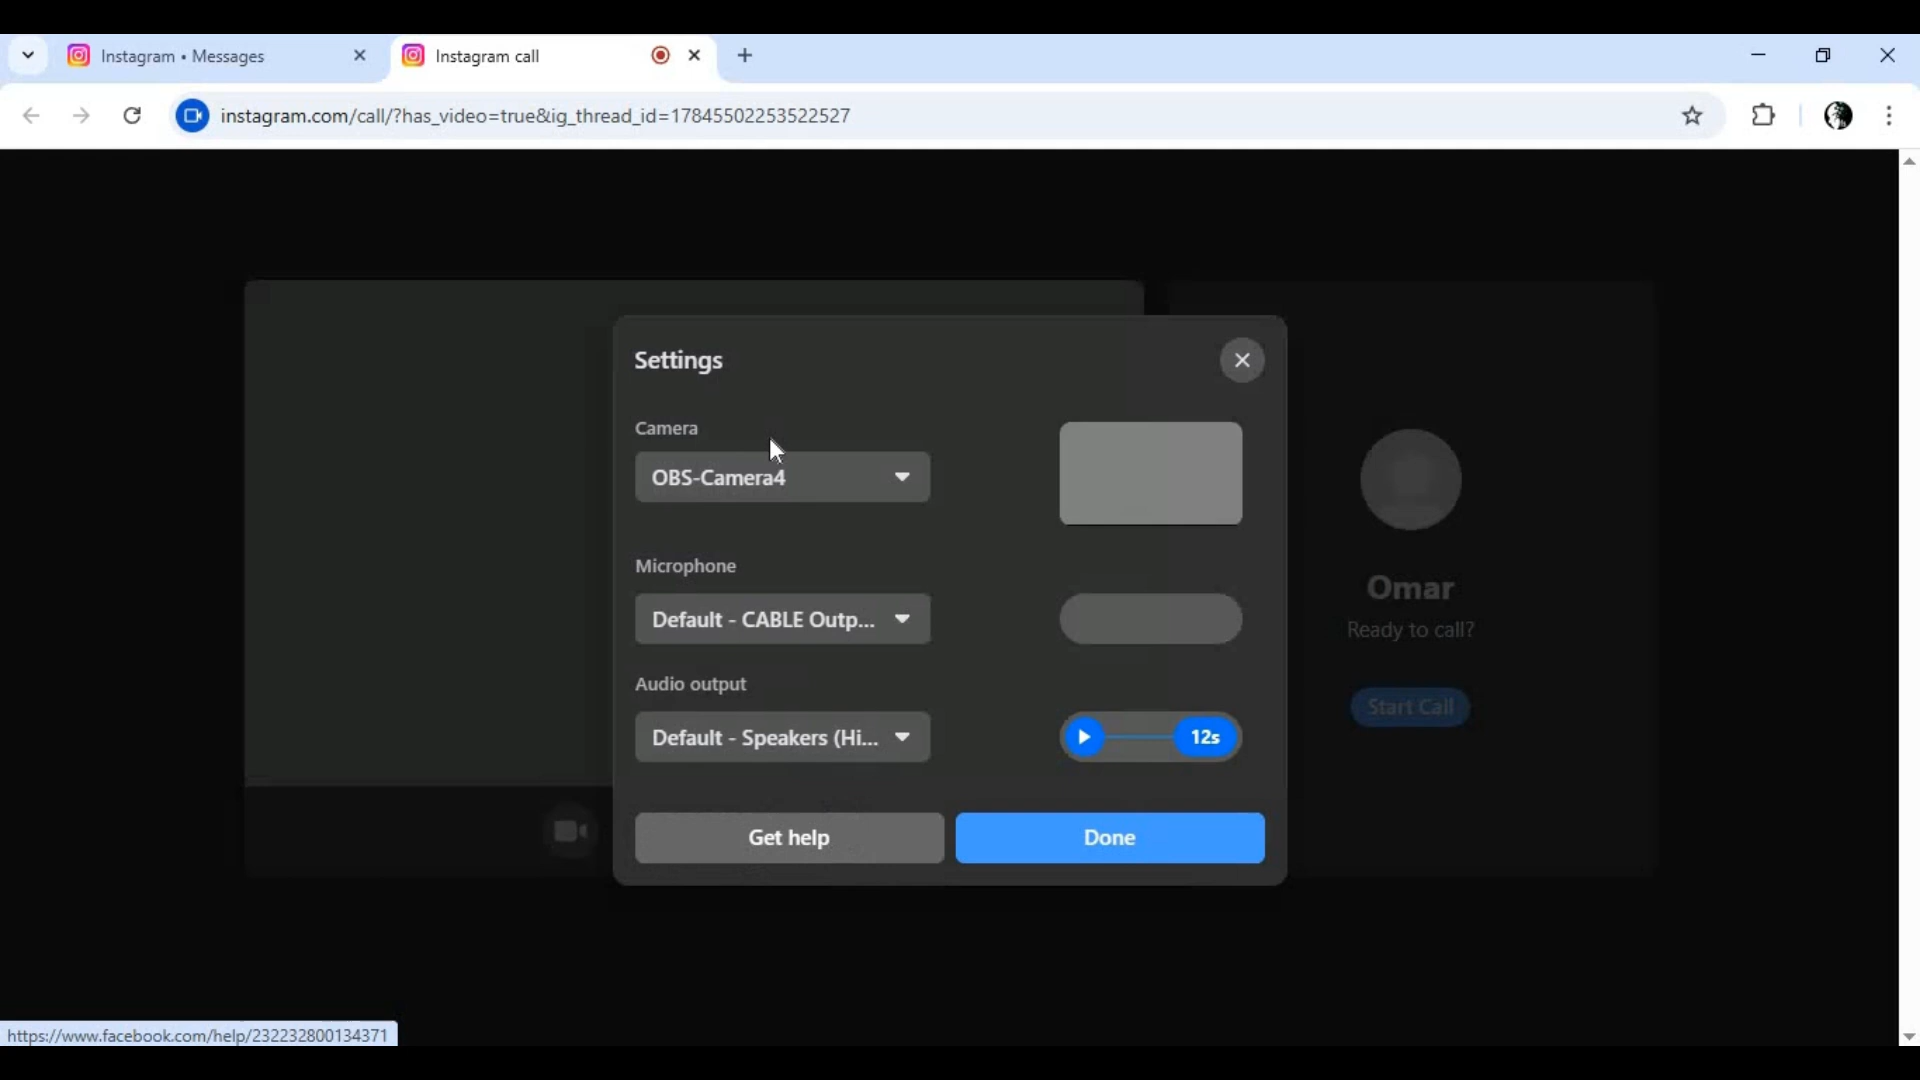 Instagram • Messages
Instagram call
instagram.com/call/?has_video=true&ig_thread_id=17845502253522527
Settings
Camera
OBS-Camera4
Microphone
Default - CABLE Outp...
Audio output
Default - Speakers (Hi...
12s
Get help
Done
Omar
Ready to call?
Start Call
https://www.facebook.com/help/232232800134371